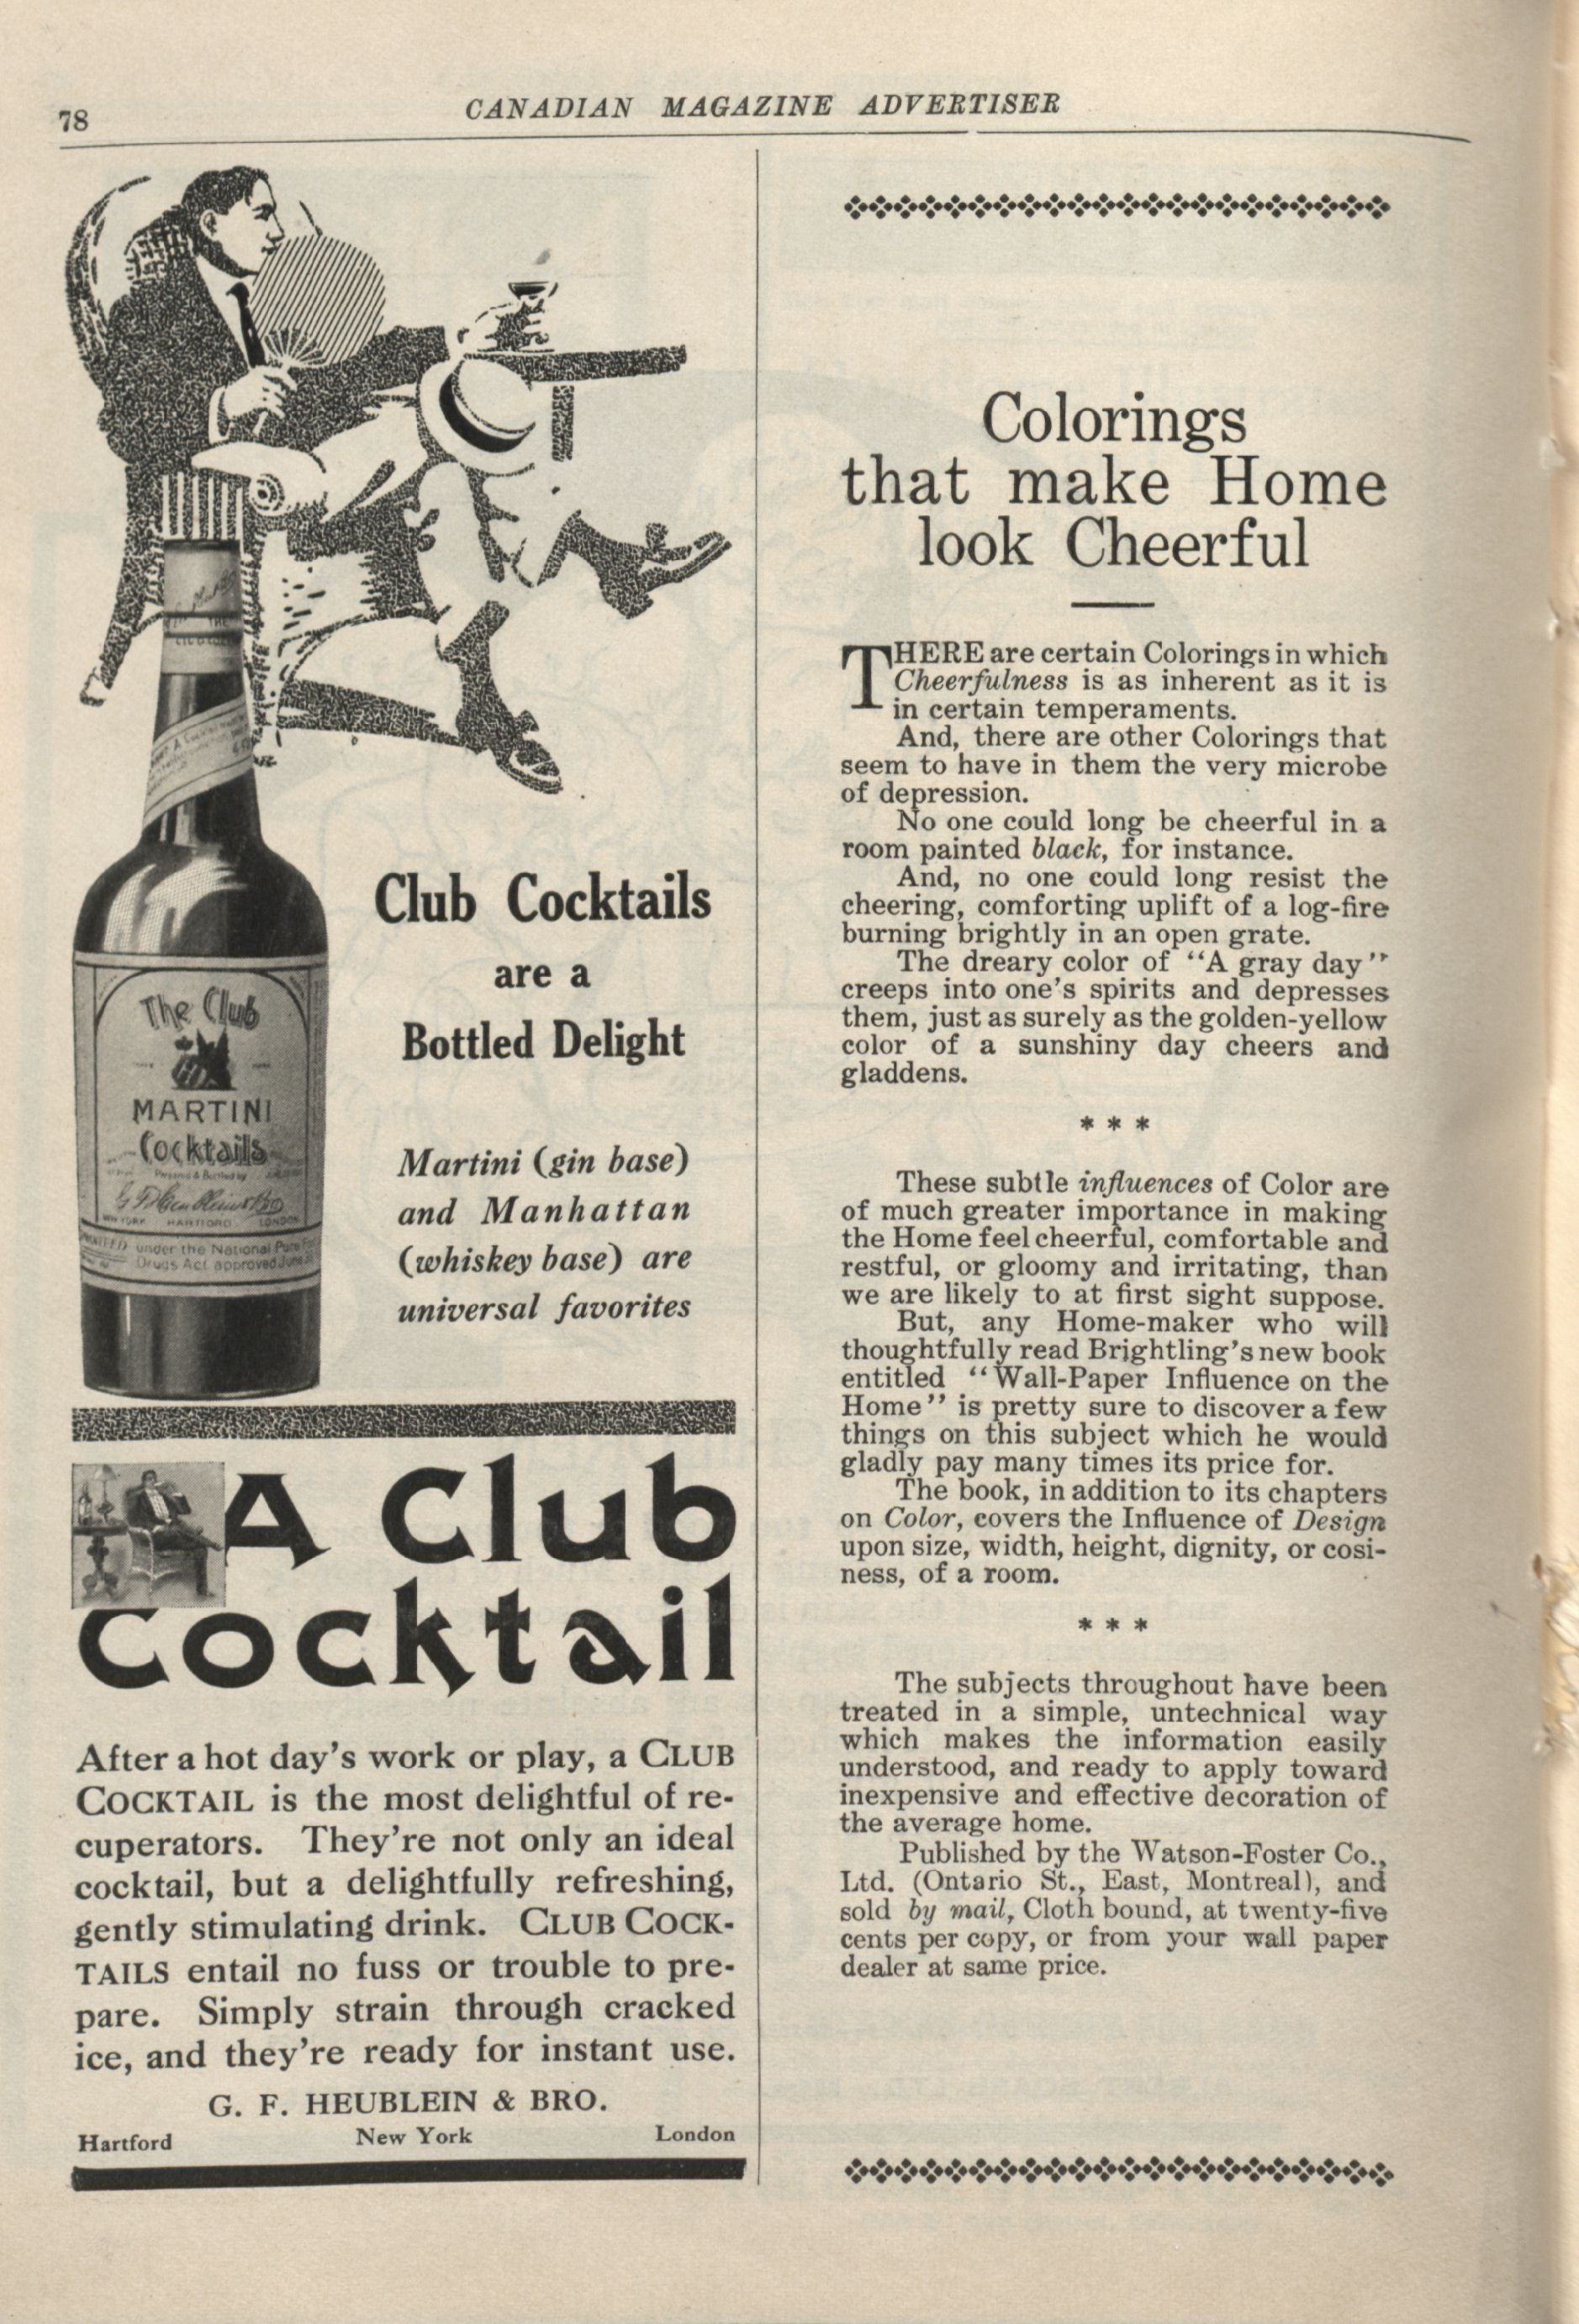 78
CANADIAN MAGAZINE ADVERTISER
The Club
MARTINI
Cocktails
Prepared & Bottled by
G. F. Heublein & Bro
NEW YORK HARTFORD LONDON
under the National Pure
Drugs Act approved June
Club Cocktails
are a
Bottled Delight
Martini (gin base)
and Manhattan
(whiskey base) are
universal favorites
A Club
Cocktail
After a hot day's work or play, a CLUB
COCKTAIL is the most delightful of re-
cuperators. They're not only an ideal
cocktail, but a delightfully refreshing,
gently stimulating drink. CLUB COCK-
TAILS entail no fuss or trouble to pre-
pare. Simply strain through cracked
ice, and they're ready for instant use.
G. F. HEUBLEIN & BRO.
Hartford New York London
Colorings
that make Home
look Cheerful
THERE are certain Colorings in which
Cheerfulness is as inherent as it is
in certain temperaments.
And, there are other Colorings that
seem to have in them the very microbe
of depression.
No one could long be cheerful in a
room painted black, for instance.
And, no one could long resist the
cheering, comforting uplift of a log-fire
burning brightly in an open grate.
The dreary color of "A gray day"
creeps into one's spirits and depresses
them, just as surely as the golden-yellow
color of a sunshiny day cheers and
gladdens.
* * *
These subtle influences of Color are
of much greater importance in making
the Home feel cheerful, comfortable and
restful, or gloomy and irritating, than
we are likely to at first sight suppose.
But, any Home-maker who will
thoughtfully read Brightling's new book
entitled "Wall-Paper Influence on the
Home" is pretty sure to discover a few
things on this subject which he would
gladly pay many times its price for.
The book, in addition to its chapters
on Color, covers the Influence of Design
upon size, width, height, dignity, or cosi-
ness, of a room.
* * *
The subjects throughout have been
treated in a simple, untechnical way
which makes the information easily
understood, and ready to apply toward
inexpensive and effective decoration of
the average home.
Published by the Watson-Foster Co.,
Ltd. (Ontario St., East, Montreal), and
sold by mail, Cloth bound, at twenty-five
cents per copy, or from your wall paper
dealer at same price.